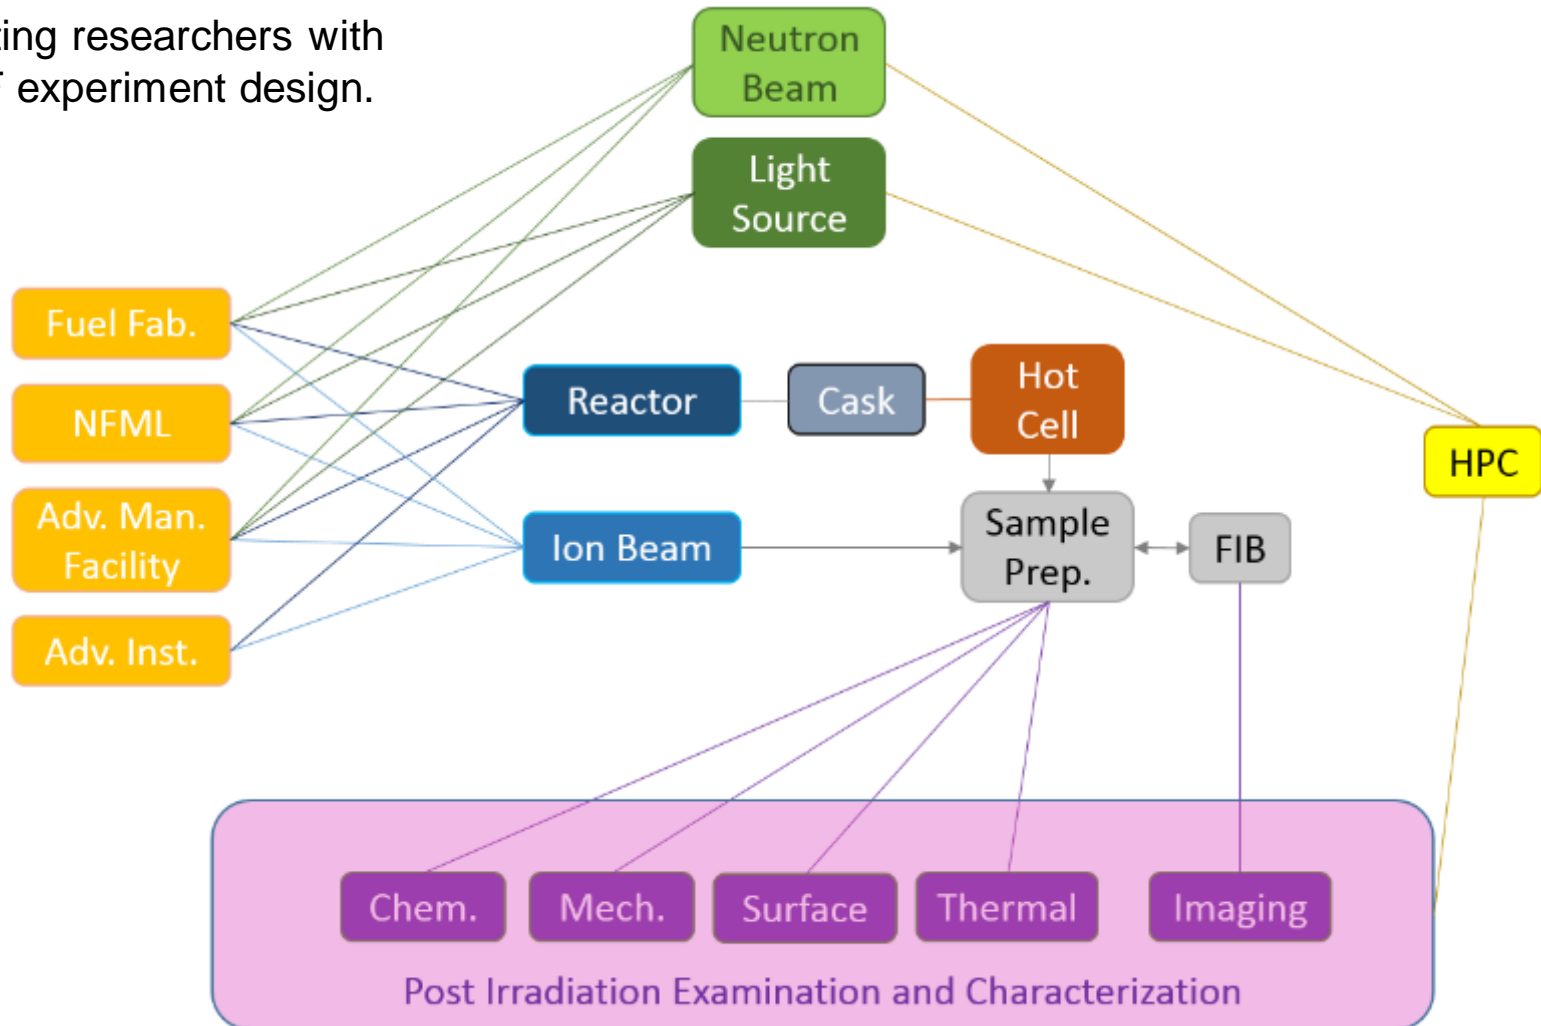 researchers with
experiment design.
Neutron
Beam
Light
Source
Fuel Fab.
NFML
Adv. Man.
Facility
Adv. Inst.
Reactor
Cask
Hot
Cell
HPC
Ion Beam
Sample
Prep.
FIB
Chem.
Mech.
Surface
Thermal
Imaging
Post Irradiation Examination and Characterization